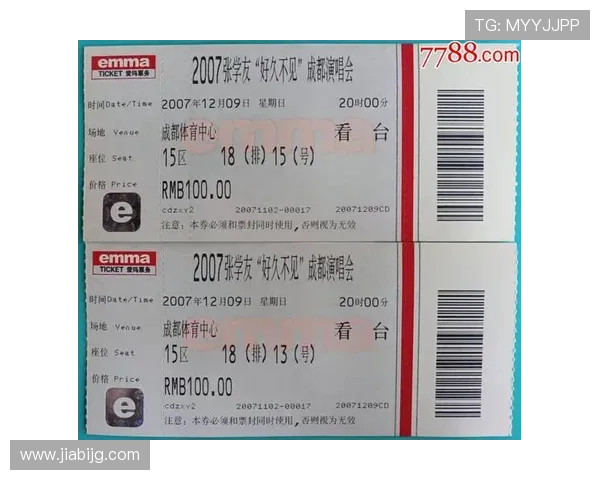 TG: MYYJJPP
7788.com
emma
TICKET 爱玛票务
2007张学友“好久不见”成都演唱会
时间Date/Time 2007年12月09日 星期日 20时00分
场地 Venue 成都体育中心 看 台
座位 Seat 15区 18 (排) 15 (号)
价格 Price RMB100.00
e
cdzxy2 20071102-00017 20071209CD
注意: 本券必须和票封同时使用, 否则视为无效
emma
TICKET 爱玛票务
2007张学友“好久不见”成都演唱会
时间Date/Time 2007年12月09日 星期日 20时00分
场地 Venue 成都体育中心 看 台
座位 Seat 15区 18 (排) 13 (号)
价格 Price RMB100.00
e
cdzxy2 20071102-00017 20071209CD
注意: 本券必须和票封同时使用, 否则视为无效
www.jiabijg.com